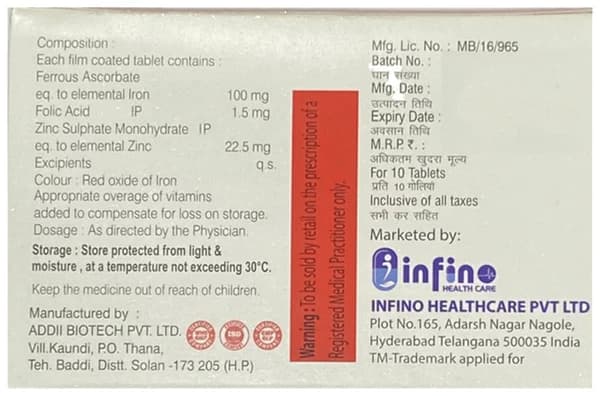 Composition :
Each film coated tablet contains :
Ferrous Ascorbate
eq. to elemental Iron 100 mg
Folic Acid IP 1.5 mg
Zinc Sulphate Monohydrate IP
eq. to elemental Zinc 22.5 mg
Excipients q.s.
Colour : Red oxide of Iron
Appropriate overage of vitamins
added to compensate for loss on storage.
Dosage : As directed by the Physician.
Storage : Store protected from light &
moisture , at a temperature not exceeding 30°C.
Keep the medicine out of reach of children.
Manufactured by :
ADDII BIOTECH PVT. LTD.
Vill.Kaundi, P.O. Thana,
Teh. Baddi, Distt. Solan -173 205 (H.P.)
Warning : To be sold by retail on the prescription of a
Registered Medical Practitioner only.
Mfg. Lic. No. : MB/16/965
Batch No. :
घान संख्या
Mfg. Date :
उत्पादन तिथि
Expiry Date :
अवसान तिथि
M.R.P. ₹. :
अधिकतम खुदरा मूल्य
For 10 Tablets
प्रति 10 गोलियां
Inclusive of all taxes
सभी कर सहित
Marketed by:
infino
HEALTH CARE
INFINO HEALTHCARE PVT LTD
Plot No.165, Adarsh Nagar Nagole,
Hyderabad Telangana 500035 India
TM-Trademark applied for